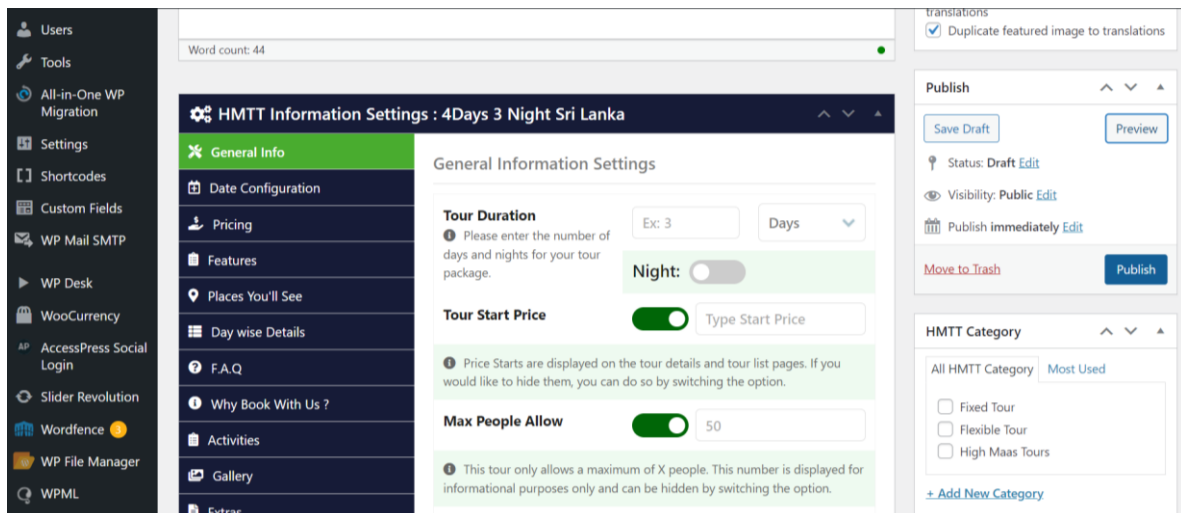 Users
Tools
All-in-One WP
Migration
Settings
Shortcodes
Custom Fields
WP Mail SMTP
WP Desk
WooCurrency
AP
AccessPress Social
Login
Slider Revolution
Wordfence 3
WP File Manager
WPML
Word count: 44
HMTT Information Settings : 4Days 3 Night Sri Lanka
General Info
Date Configuration
Pricing
Features
Places You'll See
Day wise Details
F.A.Q
Why Book With Us ?
Activities
Gallery
Extras
General Information Settings
Tour Duration
Please enter the number of
days and nights for your tour
package.
Ex: 3
Days
Night:
Tour Start Price
Type Start Price
Price Starts are displayed on the tour details and tour list pages. If you
would like to hide them, you can do so by switching the option.
Max People Allow
50
This tour only allows a maximum of X people. This number is displayed for
informational purposes only and can be hidden by switching the option.
translations
Duplicate featured image to translations
Publish
Save Draft
Preview
Status: Draft Edit
Visibility: Public Edit
Publish immediately Edit
Move to Trash
Publish
HMTT Category
All HMTT Category
Most Used
Fixed Tour
Flexible Tour
High Maas Tours
+ Add New Category